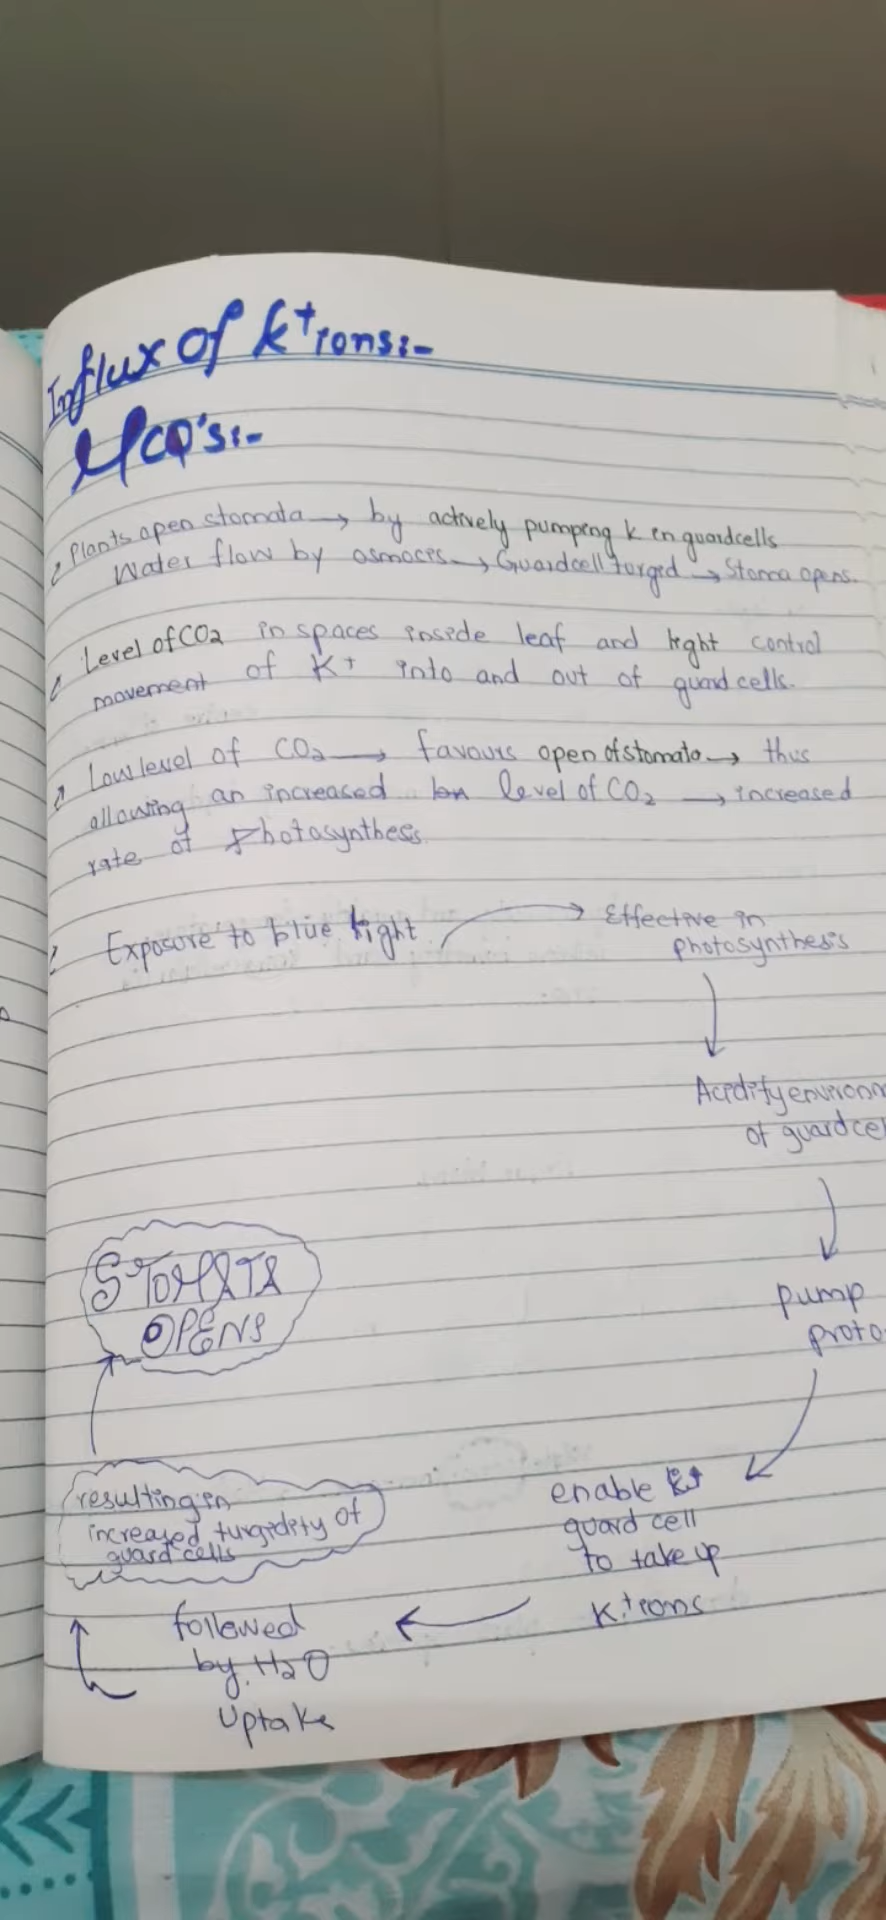 Influx of K+ ions:-
MCQ's:-
Plants open stomata → by actively pumping K in guardcells
Water flow by osmosis → Guardcell turged → Stoma opens.
Level of CO2 in spaces inside leaf and light control
movement of K+ into and out of guard cells.
Low level of CO2 → favours open of stomata → thus
allowing an increased level of CO2 → increased
rate of photosynthesis.
Exposure to blue light → Effective in
photosynthesis
Acidify environm
of guard cel
pump
proto
enable
guard cell
to take up
K+ ions
followed
by H2O
Uptake
resulting in
increased turgidity of
guard cells
STOMATA
OPENS